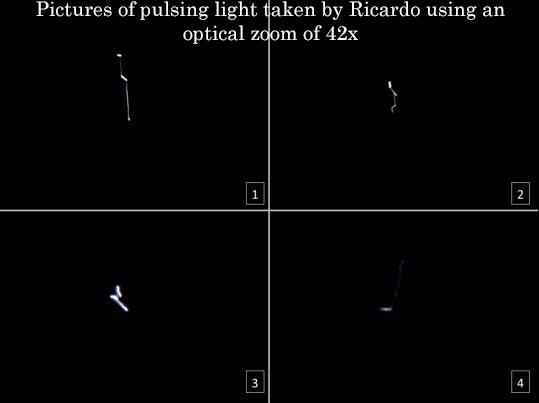 Pictures of pulsing light taken by Ricardo using an
optical zoom of 42x
1
2
3
4